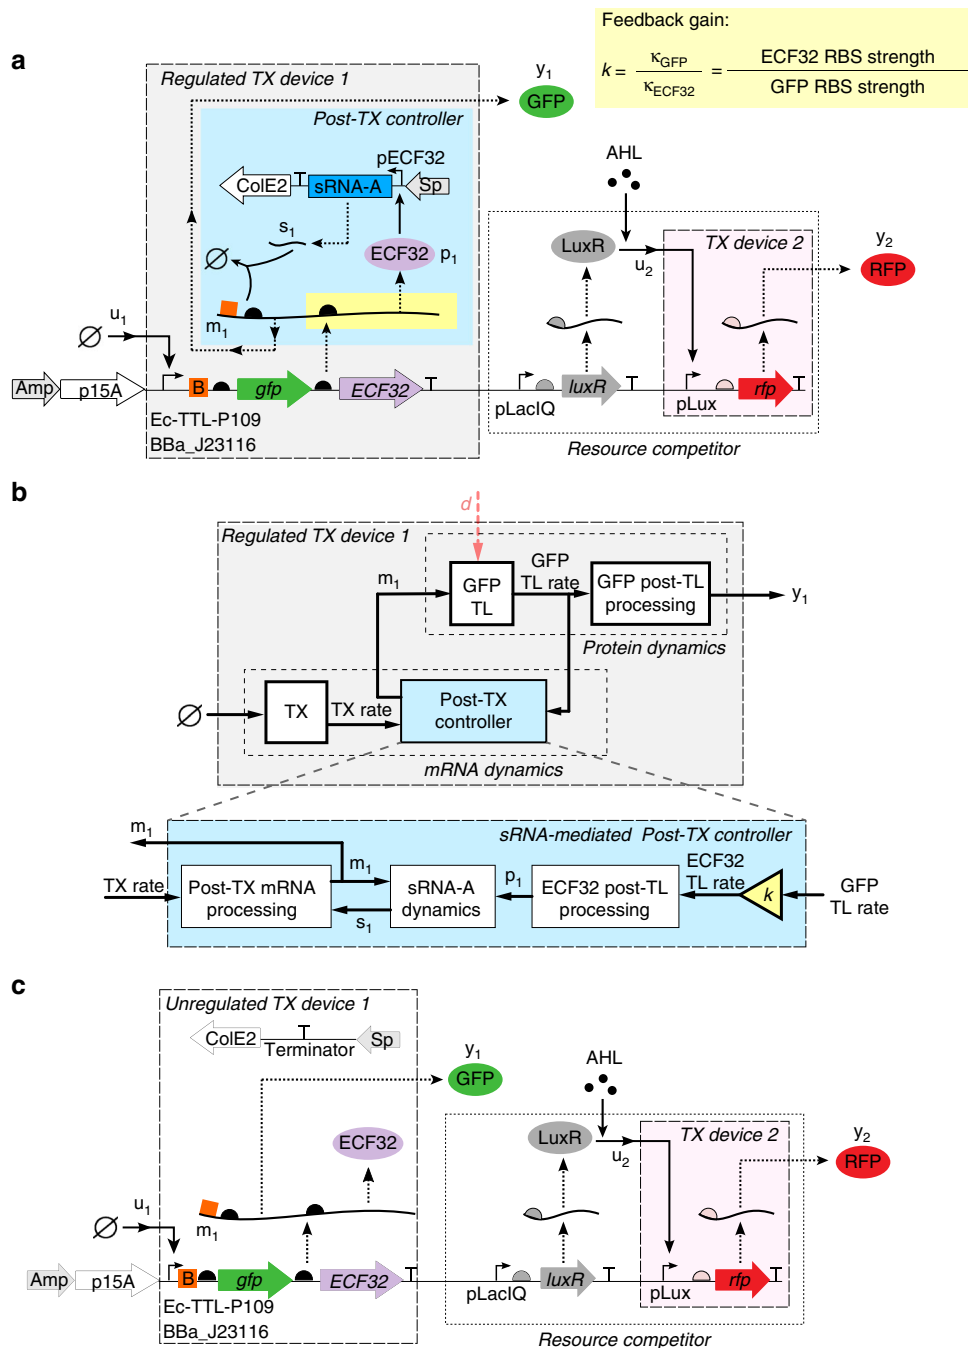 Feedback gain:
k = κGFP / κECF32 = ECF32 RBS strength / GFP RBS strength
a
Regulated TX device 1
y1
GFP
Post-TX controller
pECF32
ColE2
sRNA-A
Sp
s1
ECF32
p1
m1
u1
Amp
p15A
B
gfp
ECF32
Ec-TTL-P109
BBa_J23116
AHL
LuxR
u2
TX device 2
y2
RFP
pLacIQ
luxR
pLux
rfp
Resource competitor
b
Regulated TX device 1
d
m1
GFP
TL
GFP
TL rate
GFP post-TL
processing
y1
Protein dynamics
TX
TX rate
Post-TX
controller
mRNA dynamics
sRNA-mediated Post-TX controller
m1
TX rate
Post-TX mRNA
processing
m1
s1
sRNA-A
dynamics
p1
ECF32 post-TL
processing
ECF32
TL rate
k
GFP
TL rate
c
Unregulated TX device 1
ColE2
Terminator
Sp
y1
GFP
ECF32
m1
u1
Amp
p15A
B
gfp
ECF32
Ec-TTL-P109
BBa_J23116
AHL
LuxR
u2
TX device 2
y2
RFP
pLacIQ
luxR
pLux
rfp
Resource competitor